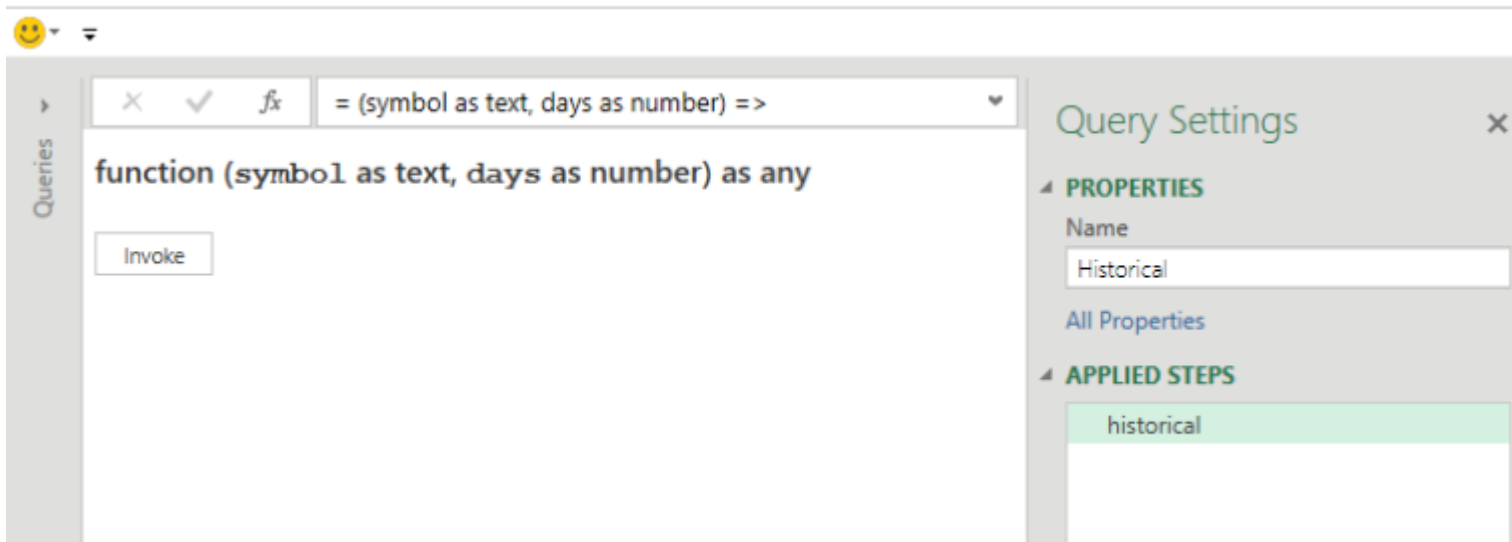 fx
= (symbol as text, days as number) =>
Queries
function (symbol as text, days as number) as any
Invoke
Query Settings
PROPERTIES
Name
Historical
All Properties
APPLIED STEPS
historical